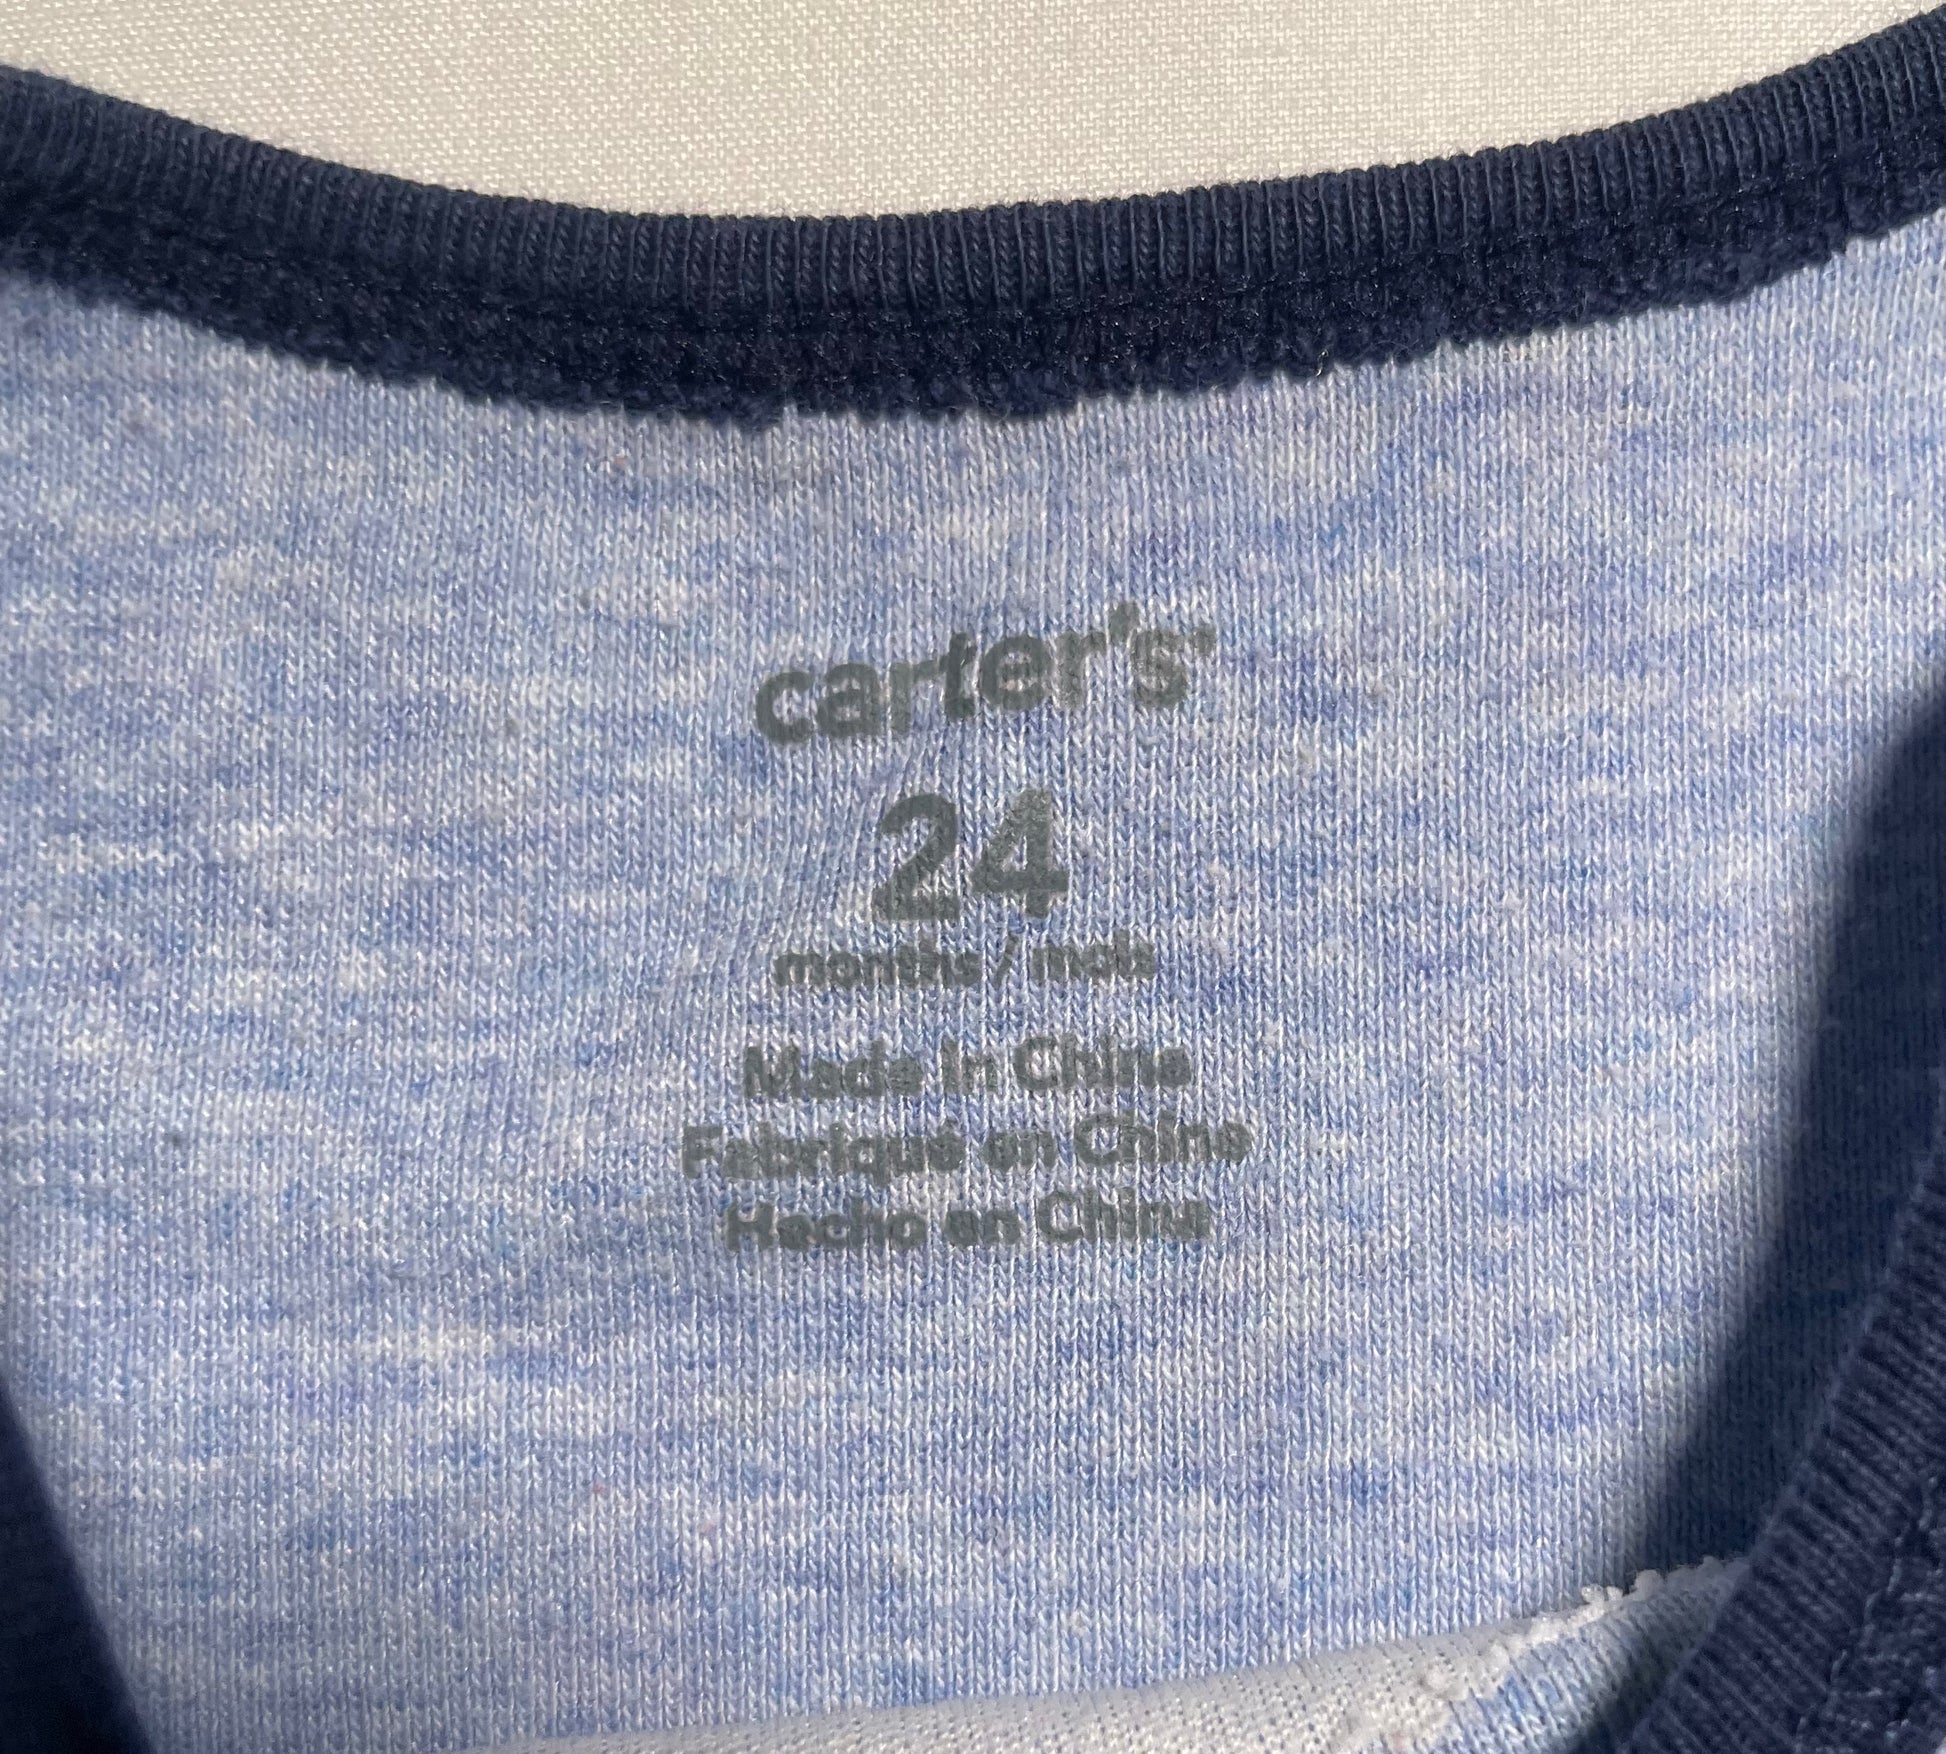 carter's
24
months / mois
Made in China
Fabriqué en Chine
Hecho en China